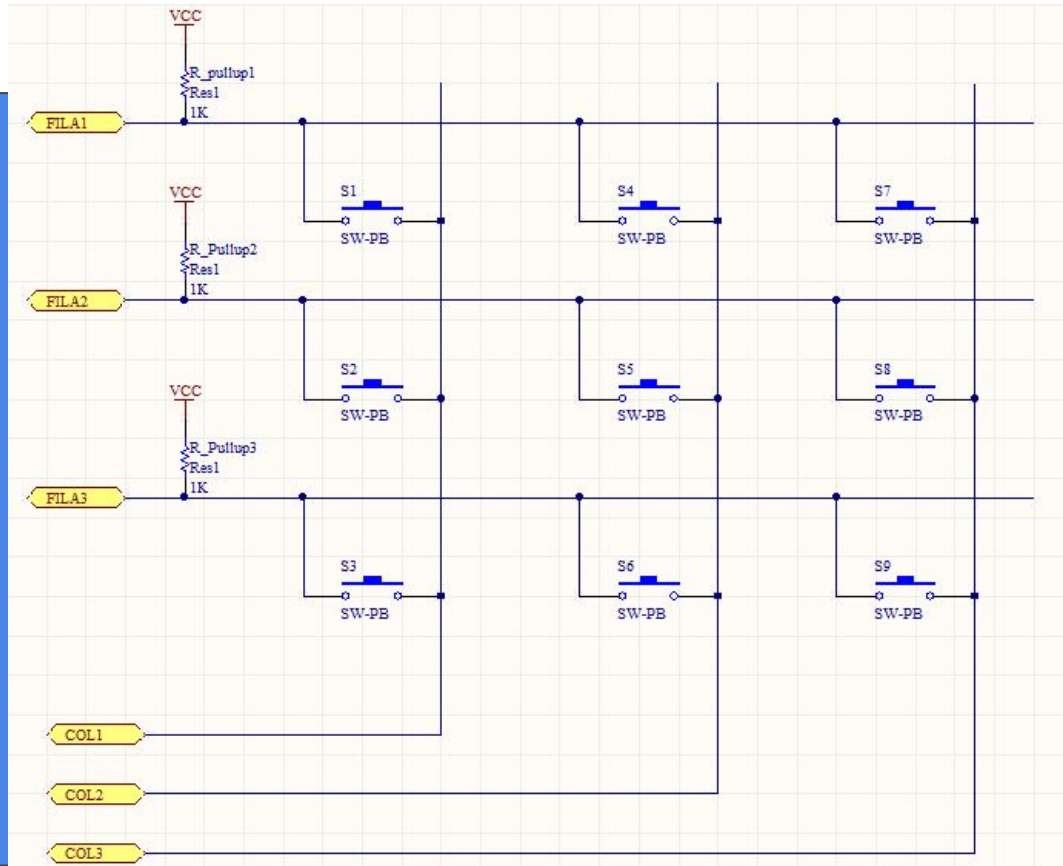 VCC
R_pullup1
Res1
1K
FILA1
S1
S4
S7
SW-PB
SW-PB
SW-PB
VCC
R_Pullup2
Res1
1K
FILA2
S2
S5
S8
SW-PB
SW-PB
SW-PB
VCC
R_Pullup3
Res1
1K
FILA3
S3
S6
S9
SW-PB
SW-PB
SW-PB
COL1
COL2
COL3